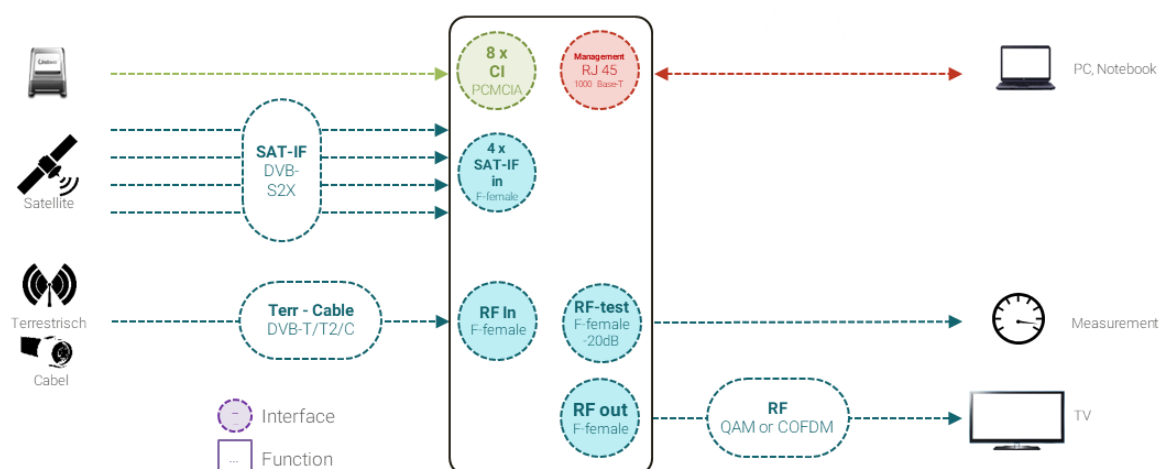 8 x
CI
PCMCIA
Management
RJ 45
1000 Base-T
PC, Notebook
SAT-IF
DVB-
S2X
4 x
SAT-IF
in
F-female
Satellite
Terr - Cable
DVB-T/T2/C
RF In
F-female
RF-test
F-female
-20dB
Terrestrisch
Measurement
Cabel
RF out
F-female
RF
QAM or COFDM
TV
Interface
... Function